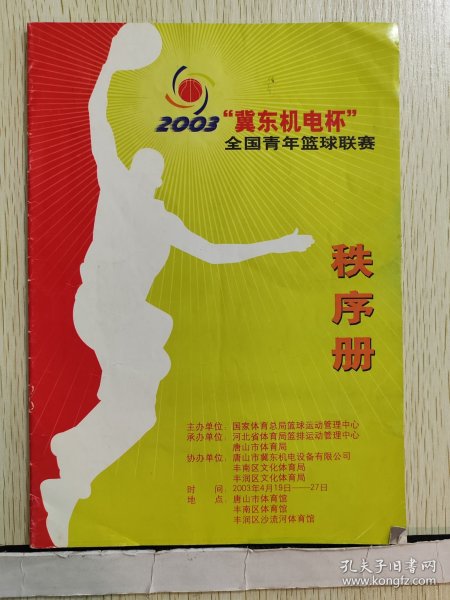 2003 “冀东机电杯”
全国青年篮球联赛
秩序册
主办单位：国家体育总局篮球运动管理中心
承办单位：河北省体育局篮排运动管理中心
唐山市体育局
协办单位：唐山市冀东机电设备有限公司
丰南区文化体育局
丰润区文化体育局
时 间：2003年4月19日——27日
地 点：唐山市体育馆
丰南区体育馆
丰润区沙流河体育馆
孔夫子旧书网
www.kongfz.com